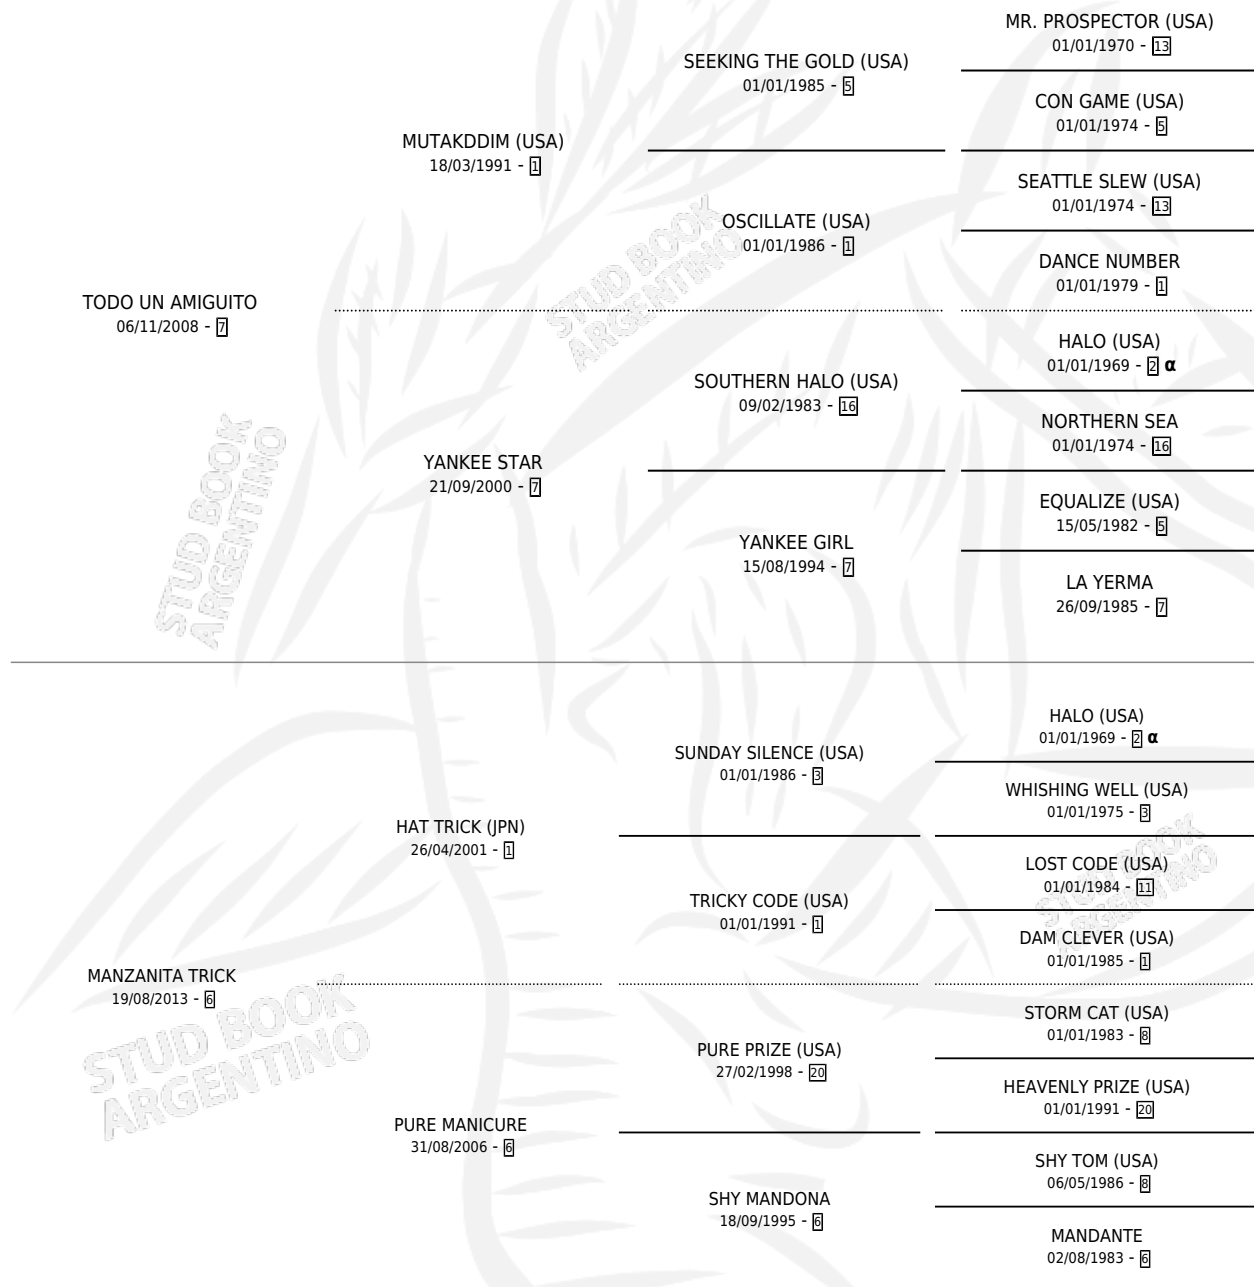 MR. PROSPECTOR (USA)
01/01/1970 - 13
SEEKING THE GOLD (USA)
01/01/1985 - 5
CON GAME (USA)
01/01/1974 - 5
MUTAKDDIM (USA)
18/03/1991 - 1
SEATTLE SLEW (USA)
01/01/1974 - 13
OSCILLATE (USA)
01/01/1986 - 1
DANCE NUMBER
01/01/1979 - 1
TODO UN AMIGUITO
06/11/2008 - 7
HALO (USA)
01/01/1969 - 2 α
SOUTHERN HALO (USA)
09/02/1983 - 16
NORTHERN SEA
01/01/1974 - 16
YANKEE STAR
21/09/2000 - 7
EQUALIZE (USA)
15/05/1982 - 5
YANKEE GIRL
15/08/1994 - 7
LA YERMA
26/09/1985 - 7
HALO (USA)
01/01/1969 - 2 α
SUNDAY SILENCE (USA)
01/01/1986 - 3
WHISHING WELL (USA)
01/01/1975 - 3
HAT TRICK (JPN)
26/04/2001 - 1
LOST CODE (USA)
01/01/1984 - 11
TRICKY CODE (USA)
01/01/1991 - 1
DAM CLEVER (USA)
01/01/1985 - 1
MANZANITA TRICK
19/08/2013 - 6
STORM CAT (USA)
01/01/1983 - 8
PURE PRIZE (USA)
27/02/1998 - 20
HEAVENLY PRIZE (USA)
01/01/1991 - 20
PURE MANICURE
31/08/2006 - 6
SHY TOM (USA)
06/05/1986 - 8
SHY MANDONA
18/09/1995 - 6
MANDANTE
02/08/1983 - 6
STUD BOOK
ARGENTINO
STUD BOOK
ARGENTINO
STUD BOOK
ARGENTINO
STUD BOOK
ARGENTINO